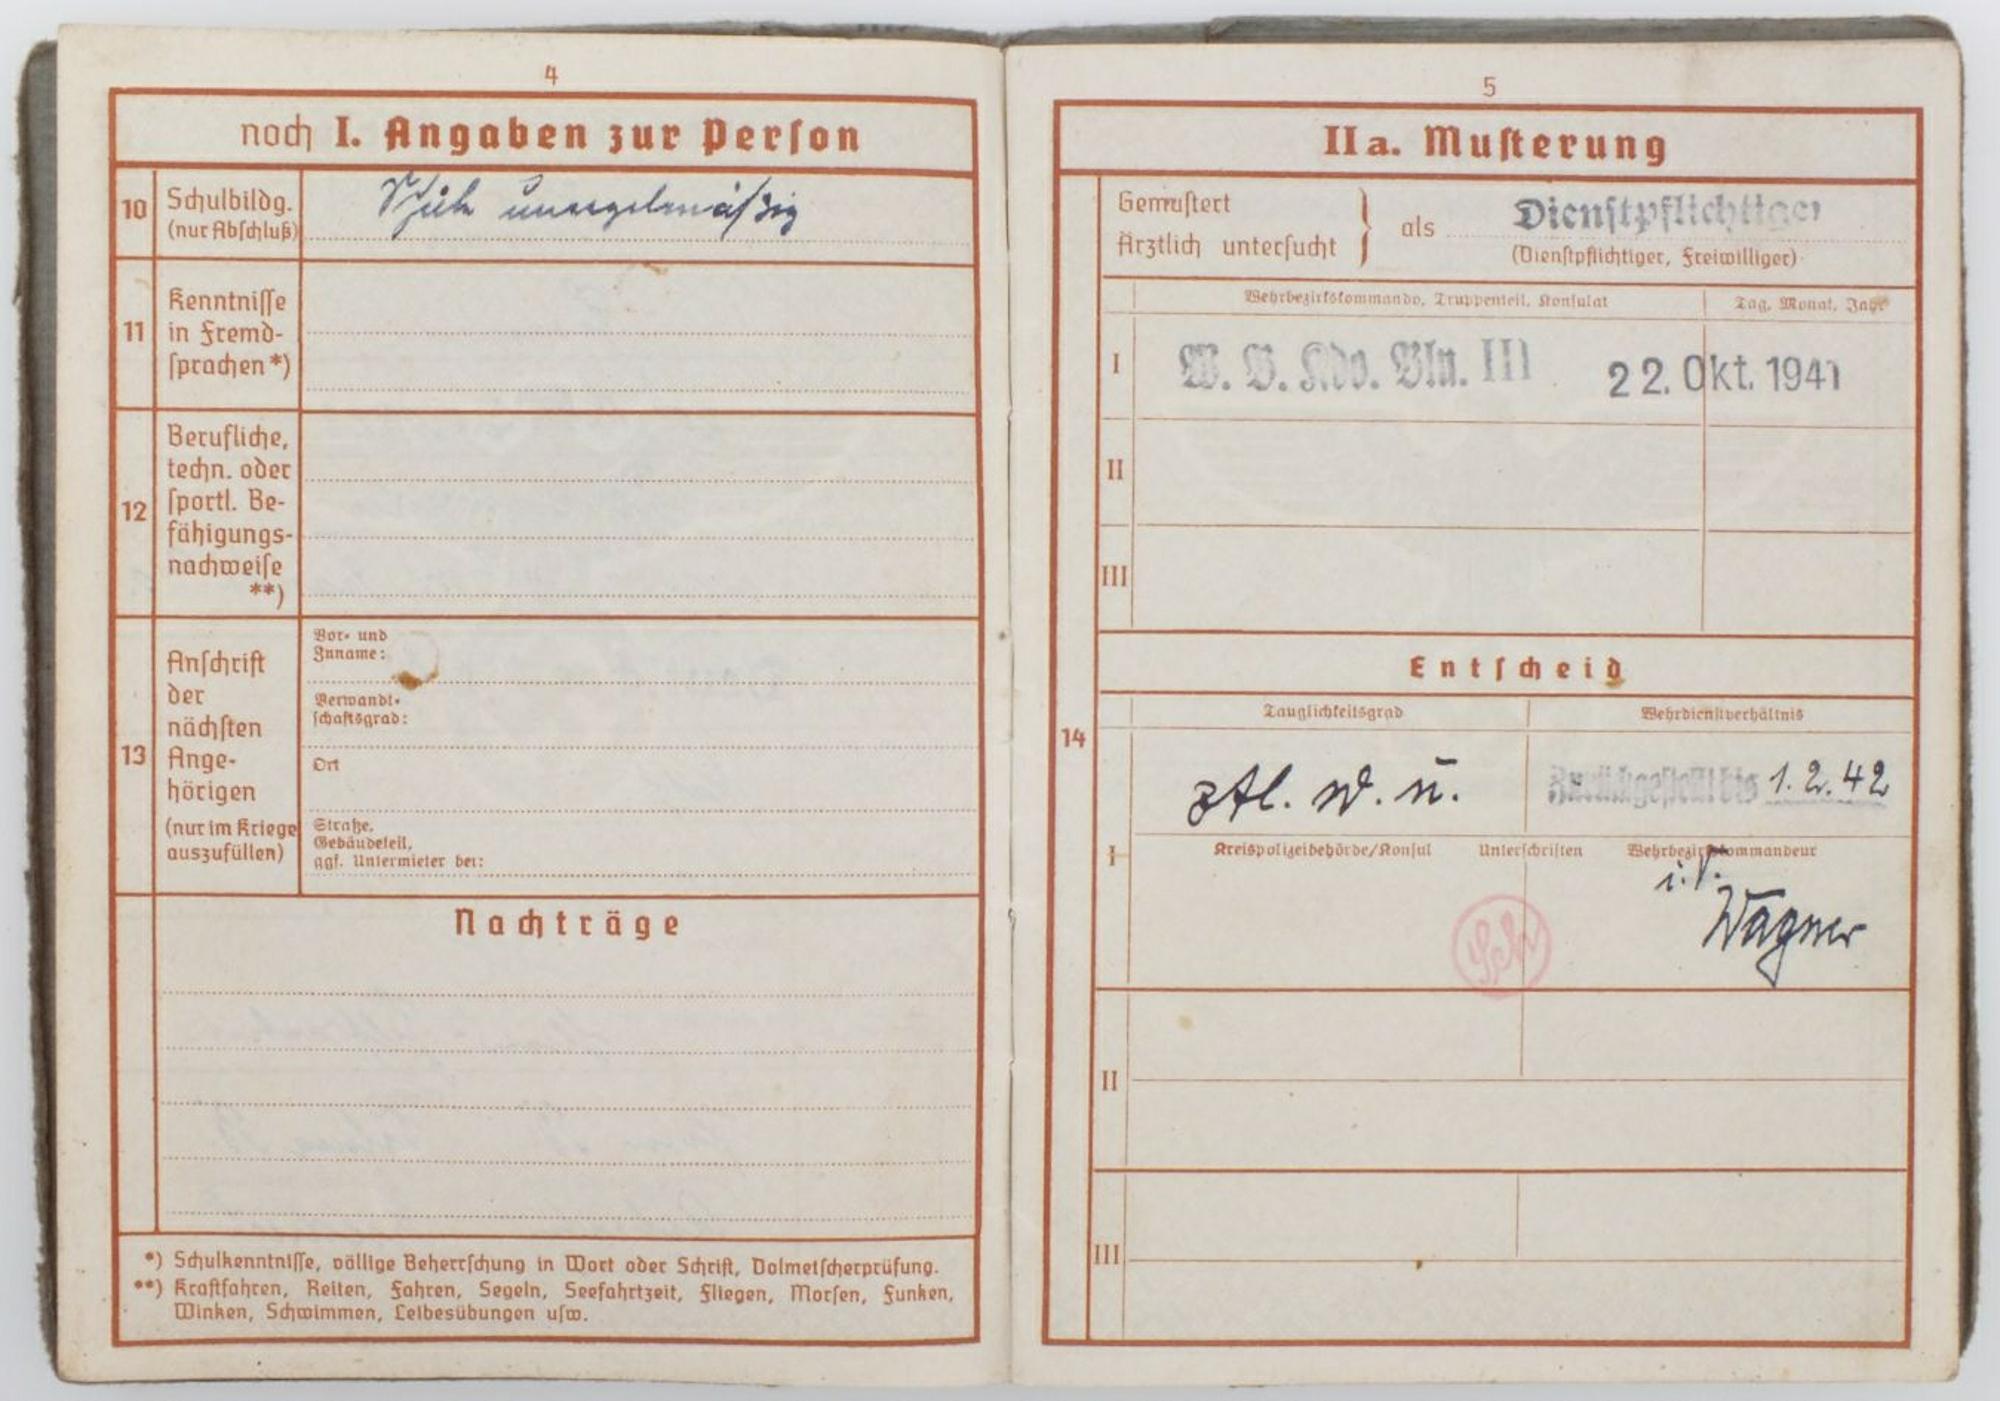 4
noch I. Angaben zur Person
10
Schulbildg.
(nur Abschluß)
unregelmäßig
11
Kenntnisse
in Fremd-
sprachen *)
12
Berufliche,
techn. oder
sportl. Be-
fähigungs-
nachweise
**)
13
Anschrift
der
nächsten
Ange-
hörigen
(nur im Kriege
auszufüllen)
Vor- und
Zuname:
Verwandt-
schaftsgrad:
Ort
Straße,
Gebäudeteil,
ggf. Untermieter bei:
Nachträge
*) Schulkenntnisse, völlige Beherrschung in Wort oder Schrift, Dolmetscherprüfung.
**) Kraftfahren, Reiten, Fahren, Segeln, Seefahrtzeit, Fliegen, Morsen, Funken,
Winken, Schwimmen, Leibesübungen usw.
5
II a. Musterung
14
Gemustert
Ärztlich untersucht } als Dienstpflichtiger
(Dienstpflichtiger, Freiwilliger)
Wehrbezirkskommando, Truppenteil, Konsulat Tag, Monat, Jahr
I W. B. Kdo. Bln. III 22. Okt. 1941
II
III
Entscheid
Tauglichkeitsgrad Wehrdienstverhältnis
ztl. w. u. Zurückgestellt bis 1.2.42
I Kreispolizeibehörde/Konsul Unterschriften Wehrbezirkskommandeur
i.V.
Wagner
Sch
II
III